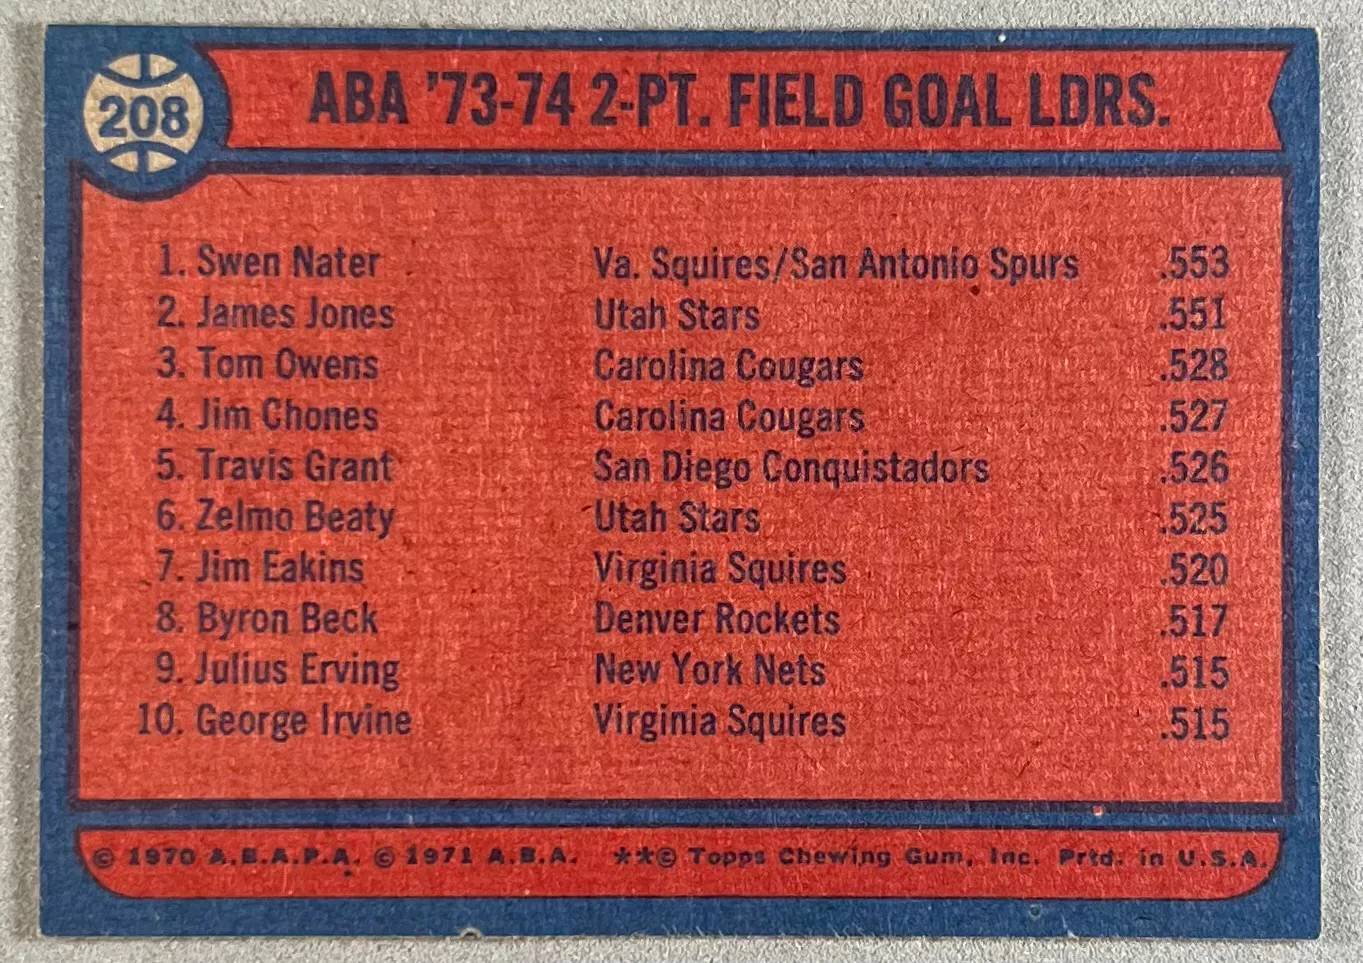 208
ABA '73-74 2-PT. FIELD GOAL LDRS.
1. Swen Nater Va. Squires/San Antonio Spurs .553
2. James Jones Utah Stars .551
3. Tom Owens Carolina Cougars .528
4. Jim Chones Carolina Cougars .527
5. Travis Grant San Diego Conquistadors .526
6. Zelmo Beaty Utah Stars .525
7. Jim Eakins Virginia Squires .520
8. Byron Beck Denver Rockets .517
9. Julius Erving New York Nets .515
10. George Irvine Virginia Squires .515
© 1970 A.B.A.P.A. © 1971 A.B.A. **© Topps Chewing Gum, Inc. Prtd. in U.S.A.